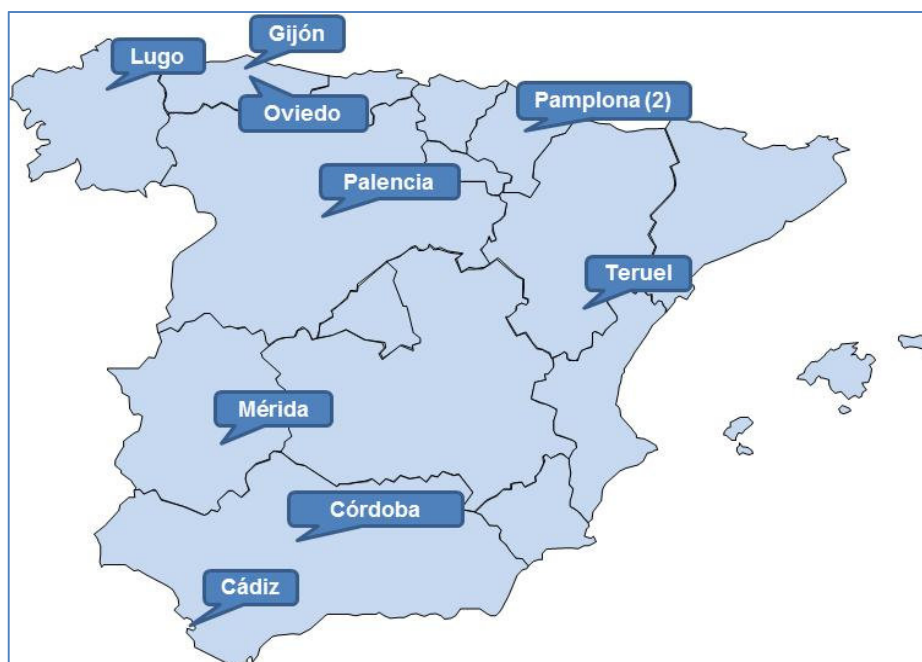 Gijón
Lugo
Oviedo
Pamplona (2)
Palencia
Teruel
Mérida
Córdoba
Cádiz